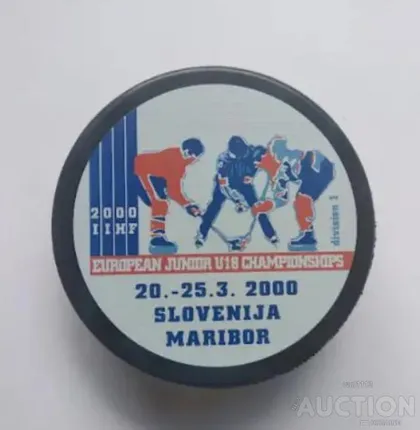 2000
IIHF
division 1
EUROPEAN JUNIOR U18 CHAMPIONSHIPS
20.-25.3. 2000
SLOVENIJA
MARIBOR
AUCTION